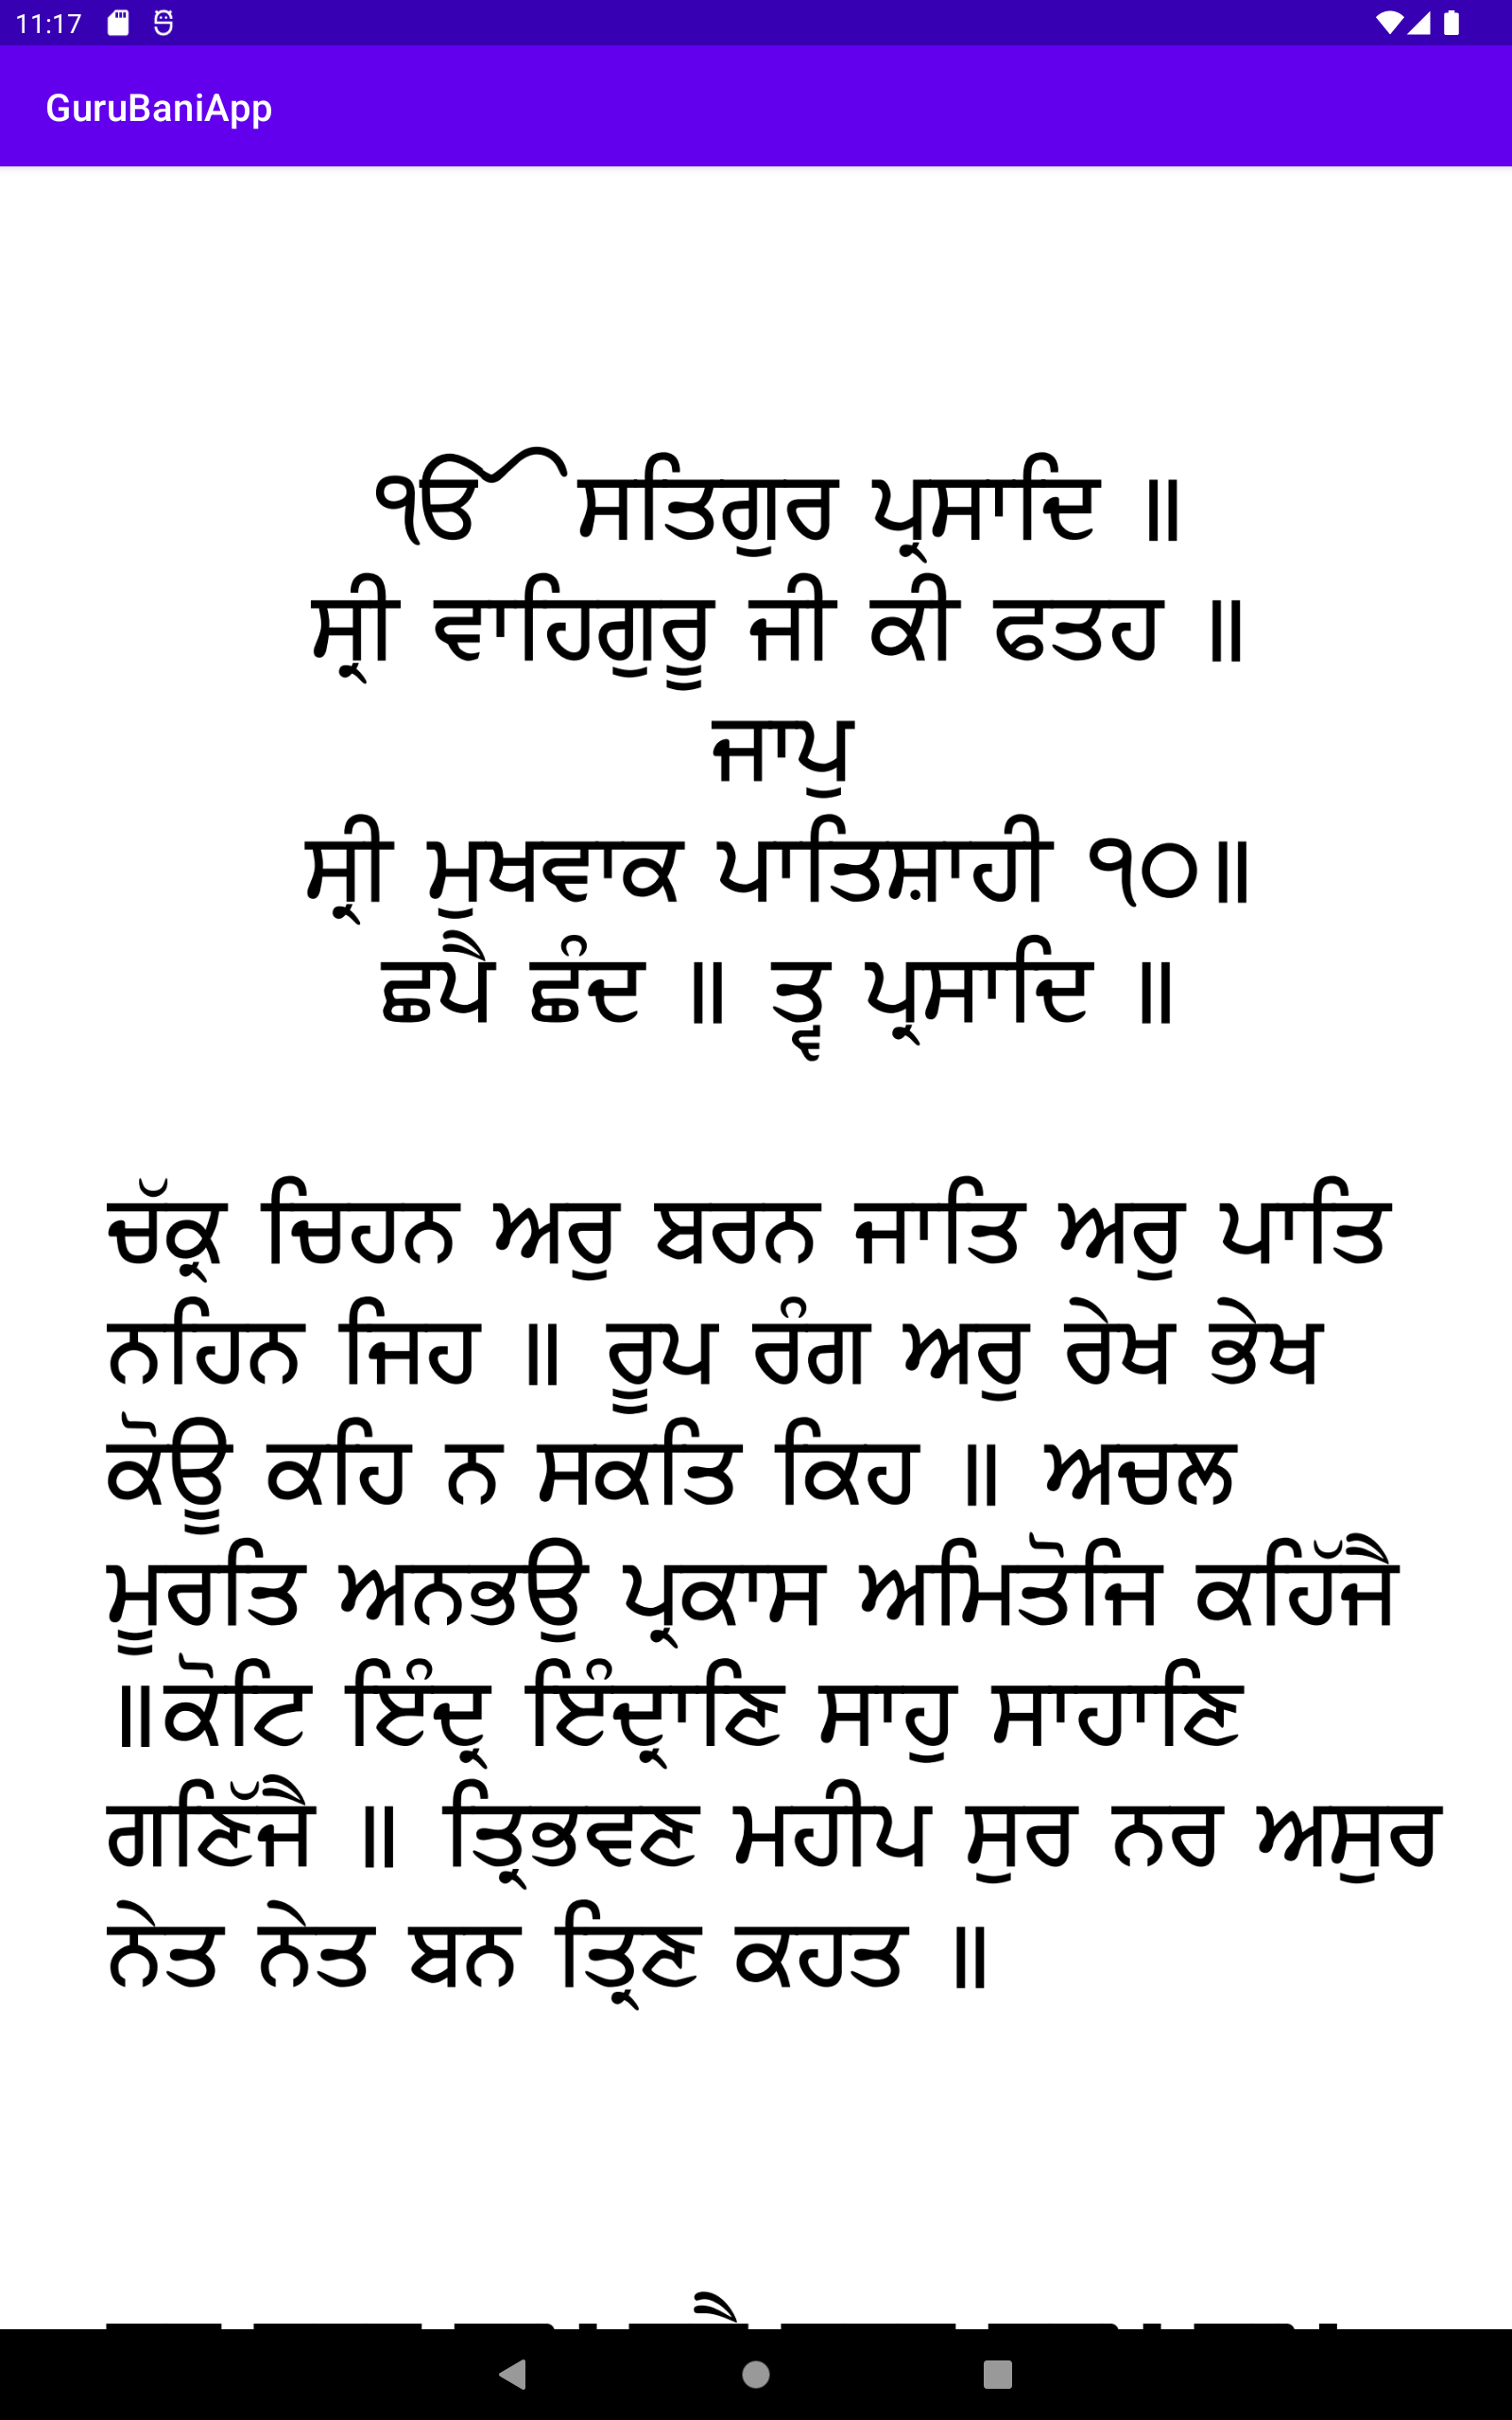 11:17
GuruBaniApp
ੴ ਸਤਿਗੁਰ ਪ੍ਰਸਾਦਿ ॥
ਸ੍ਰੀ ਵਾਹਿਗੁਰੂ ਜੀ ਕੀ ਫਤਹ ॥
ਜਾਪੁ
ਸ੍ਰੀ ਮੁਖਵਾਕ ਪਾਤਿਸ਼ਾਹੀ ੧੦॥
ਛਪੈ ਛੰਦ ॥ ਤ੍ਵ ਪ੍ਰਸਾਦਿ ॥
ਚੱਕ੍ਰ ਚਿਹਨ ਅਰੁ ਬਰਨ ਜਾਤਿ ਅਰੁ ਪਾਤਿ
ਨਹਿਨ ਜਿਹ ॥ ਰੂਪ ਰੰਗ ਅਰੁ ਰੇਖ ਭੇਖ
ਕੋਊ ਕਹਿ ਨ ਸਕਤਿ ਕਿਹ ॥ ਅਚਲ
ਮੂਰਤਿ ਅਨਭਉ ਪ੍ਰਕਾਸ ਅਮਿਤੋਜਿ ਕਹਿੱਜੈ
॥ਕੋਟਿ ਇੰਦ੍ਰ ਇੰਦ੍ਰਾਣਿ ਸਾਹੁ ਸਾਹਾਣਿ
ਗਣਿੱਜੈ ॥ ਤ੍ਰਿਭਵਣ ਮਹੀਪ ਸੁਰ ਨਰ ਅਸੁਰ
ਨੇਤ ਨੇਤ ਬਨ ਤ੍ਰਿਣ ਕਹਤ ॥